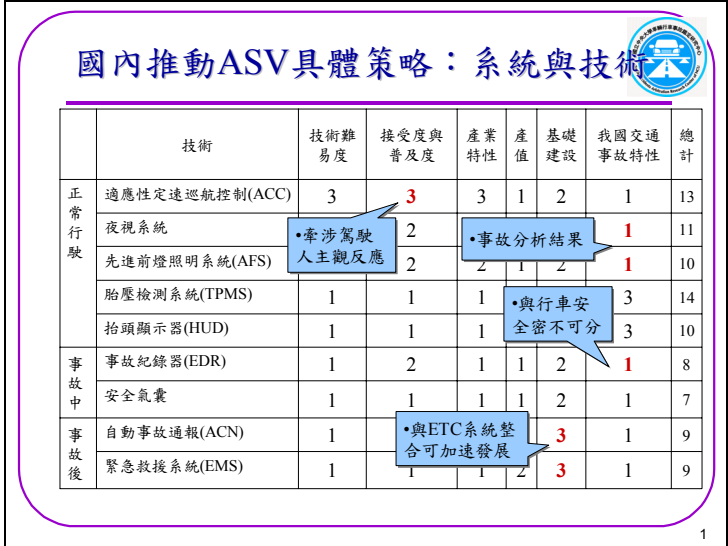 國內推動ASV具體策略：系統與技術
技術 技術難易度 接受度與普及度 產業特性 產值 基礎建設 我國交通事故特性 總計
正常行駛
適應性定速巡航控制(ACC) 3 3 3 1 2 1 13
夜視系統 2 1 11
•牽涉駕駛
人主觀反應
•事故分析結果
先進前燈照明系統(AFS) 2 2 1 2 1 10
胎壓檢測系統(TPMS) 1 1 1 3 14
•與行車安
全密不可分
抬頭顯示器(HUD) 1 1 1 3 10
事故中
事故紀錄器(EDR) 1 2 1 1 2 1 8
安全氣囊 1 1 1 1 2 1 7
事故後
自動事故通報(ACN) 1 3 1 9
•與ETC系統整
合可加速發展
緊急救援系統(EMS) 1 1 1 2 3 1 9
1